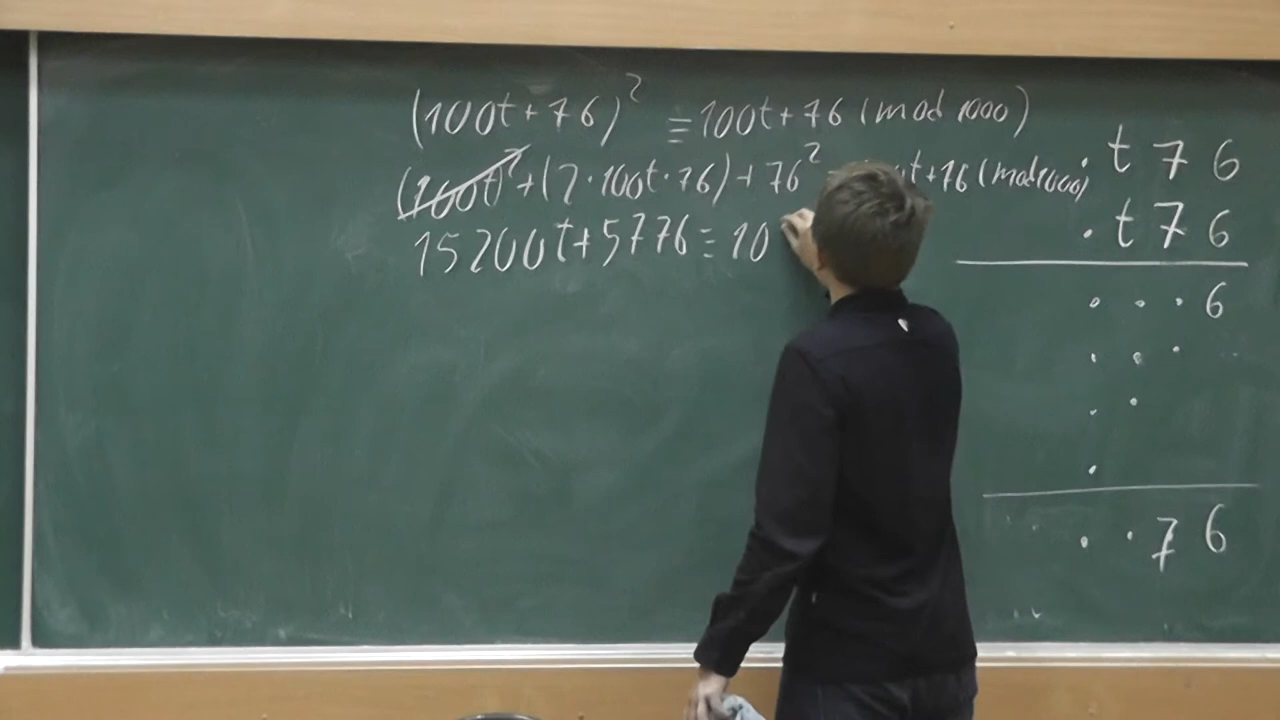 (100t+76)² ≡ 100t+76 (mod 1000)
(100t)²+(2·100t·76)+76² t+76 (mod 1000)
15200t+5776≡10
. t 7 6
. t 7 6
. . . 6
. . .
. .
.
. . 7 6